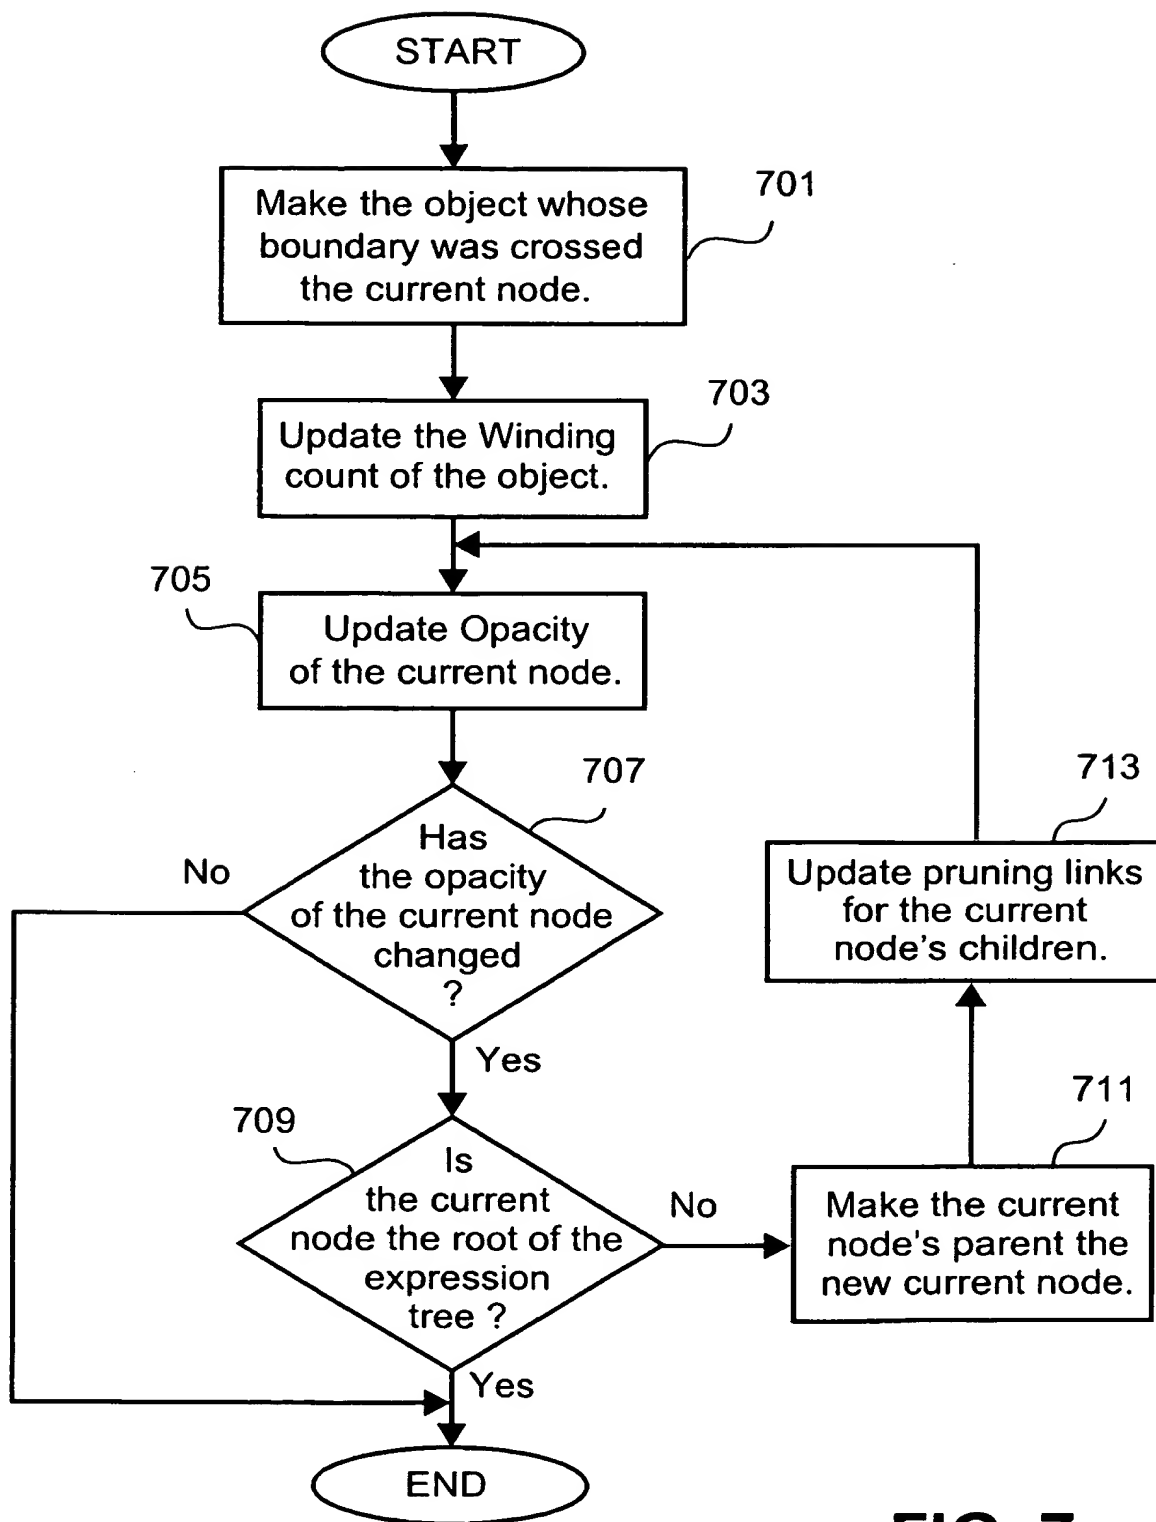 START
Make the object whose
boundary was crossed
the current node.
701
Update the Winding
count of the object.
703
705
Update Opacity
of the current node.
707
Has
the opacity
of the current node
changed
?
No
Yes
713
Update pruning links
for the current
node's children.
709
Is
the current
node the root of the
expression
tree ?
No
Yes
711
Make the current
node's parent the
new current node.
END